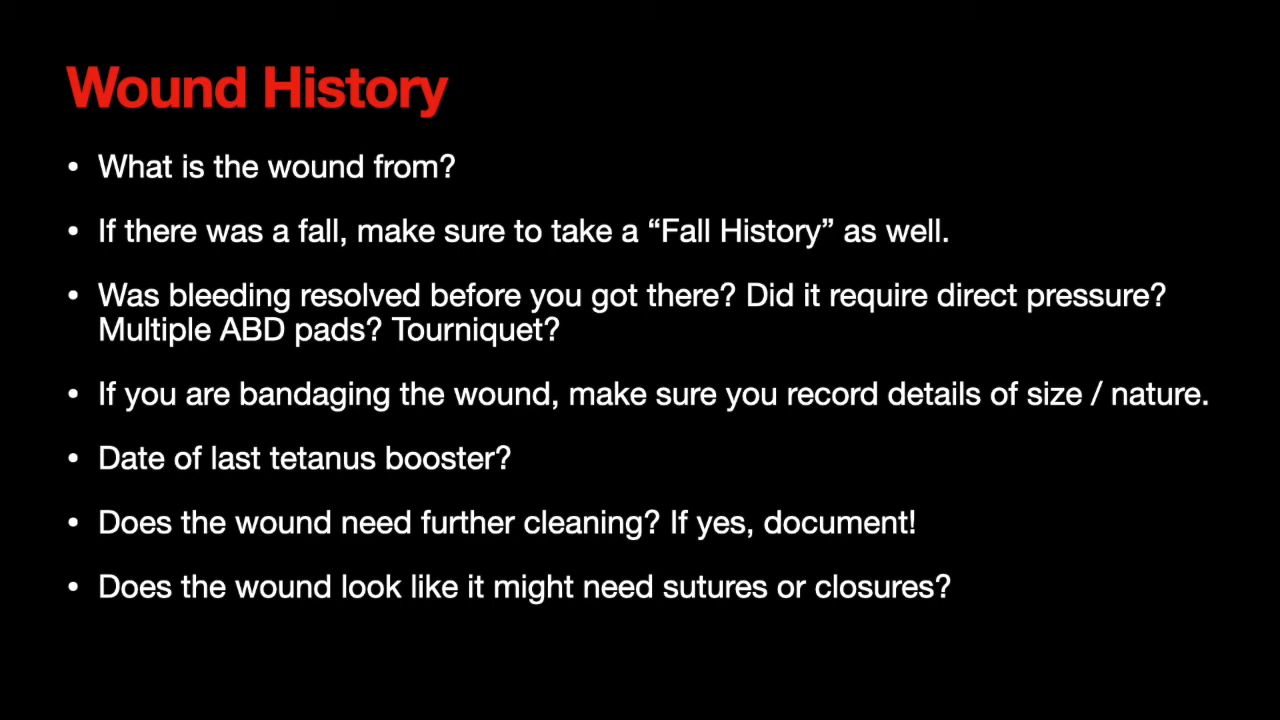 Wound History
• What is the wound from?
• If there was a fall, make sure to take a “Fall History” as well.
• Was bleeding resolved before you got there? Did it require direct pressure?
Multiple ABD pads? Tourniquet?
• If you are bandaging the wound, make sure you record details of size / nature.
• Date of last tetanus booster?
• Does the wound need further cleaning? If yes, document!
• Does the wound look like it might need sutures or closures?